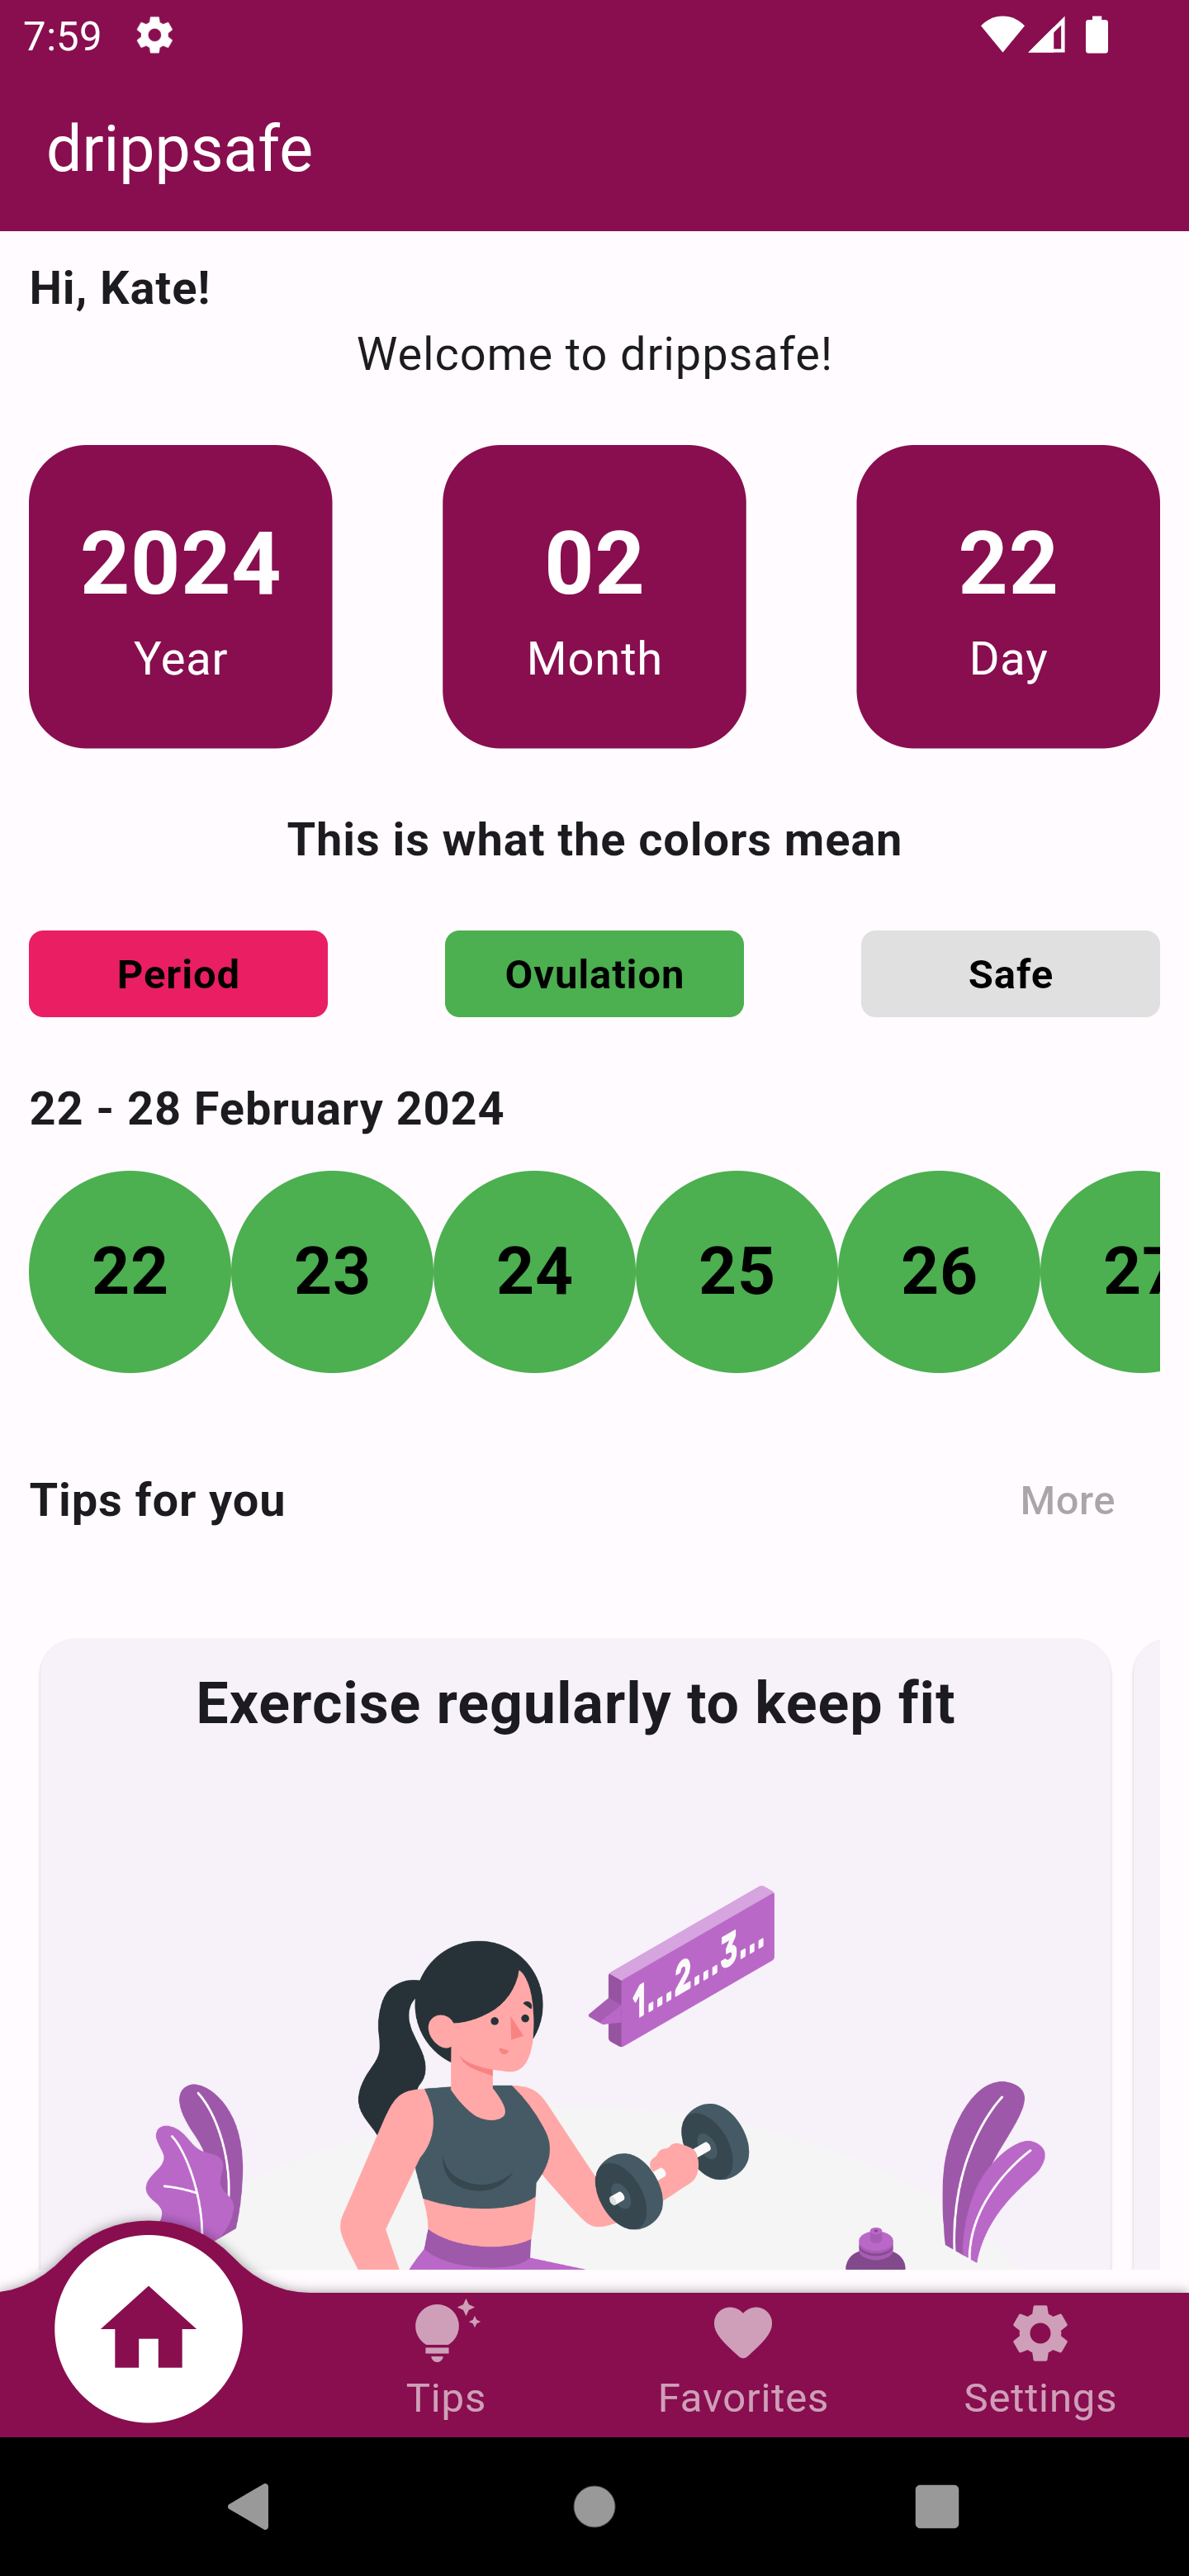 7:59
drippsafe
Hi, Kate!
Welcome to drippsafe!
2024 02 22
Year Month Day
This is what the colors mean
Period Ovulation Safe
22 - 28 February 2024
22 23 24 25 26 27
Tips for you More
Exercise regularly to keep fit
1...2...3...
Tips Favorites Settings